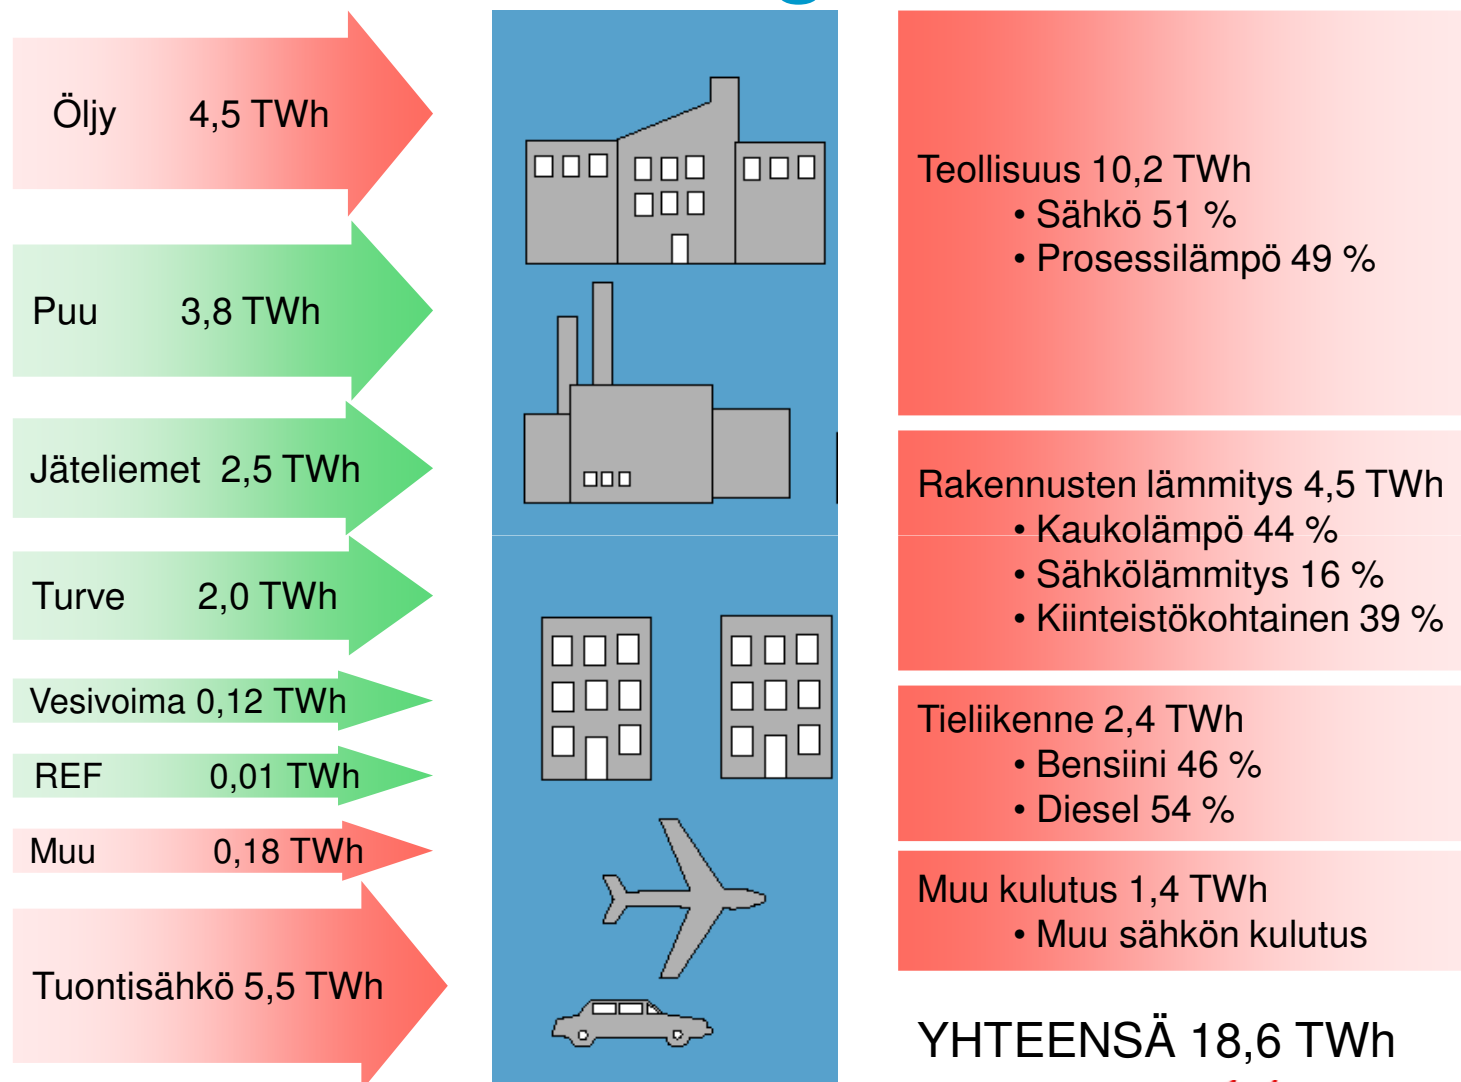 Öljy 4,5 TWh
Puu 3,8 TWh
Jäteliemet 2,5 TWh
Turve 2,0 TWh
Vesivoima 0,12 TWh
REF 0,01 TWh
Muu 0,18 TWh
Tuontisähkö 5,5 TWh
Teollisuus 10,2 TWh
• Sähkö 51 %
• Prosessilämpö 49 %
Rakennusten lämmitys 4,5 TWh
• Kaukolämpö 44 %
• Sähkölämmitys 16 %
• Kiinteistökohtainen 39 %
Tieliikenne 2,4 TWh
• Bensiini 46 %
• Diesel 54 %
Muu kulutus 1,4 TWh
• Muu sähkön kulutus
YHTEENSÄ 18,6 TWh